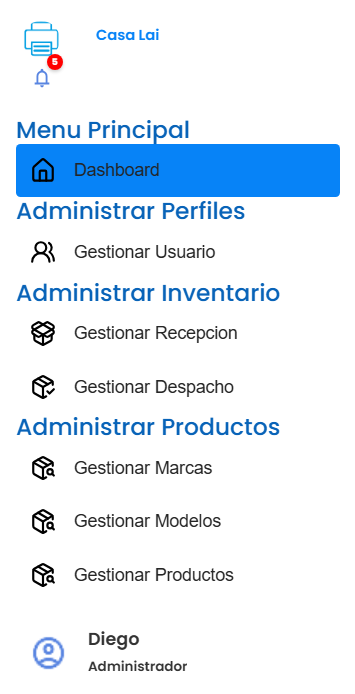 Casa Lai
5
Menu Principal
Dashboard
Administrar Perfiles
Gestionar Usuario
Administrar Inventario
Gestionar Recepcion
Gestionar Despacho
Administrar Productos
Gestionar Marcas
Gestionar Modelos
Gestionar Productos
Diego
Administrador